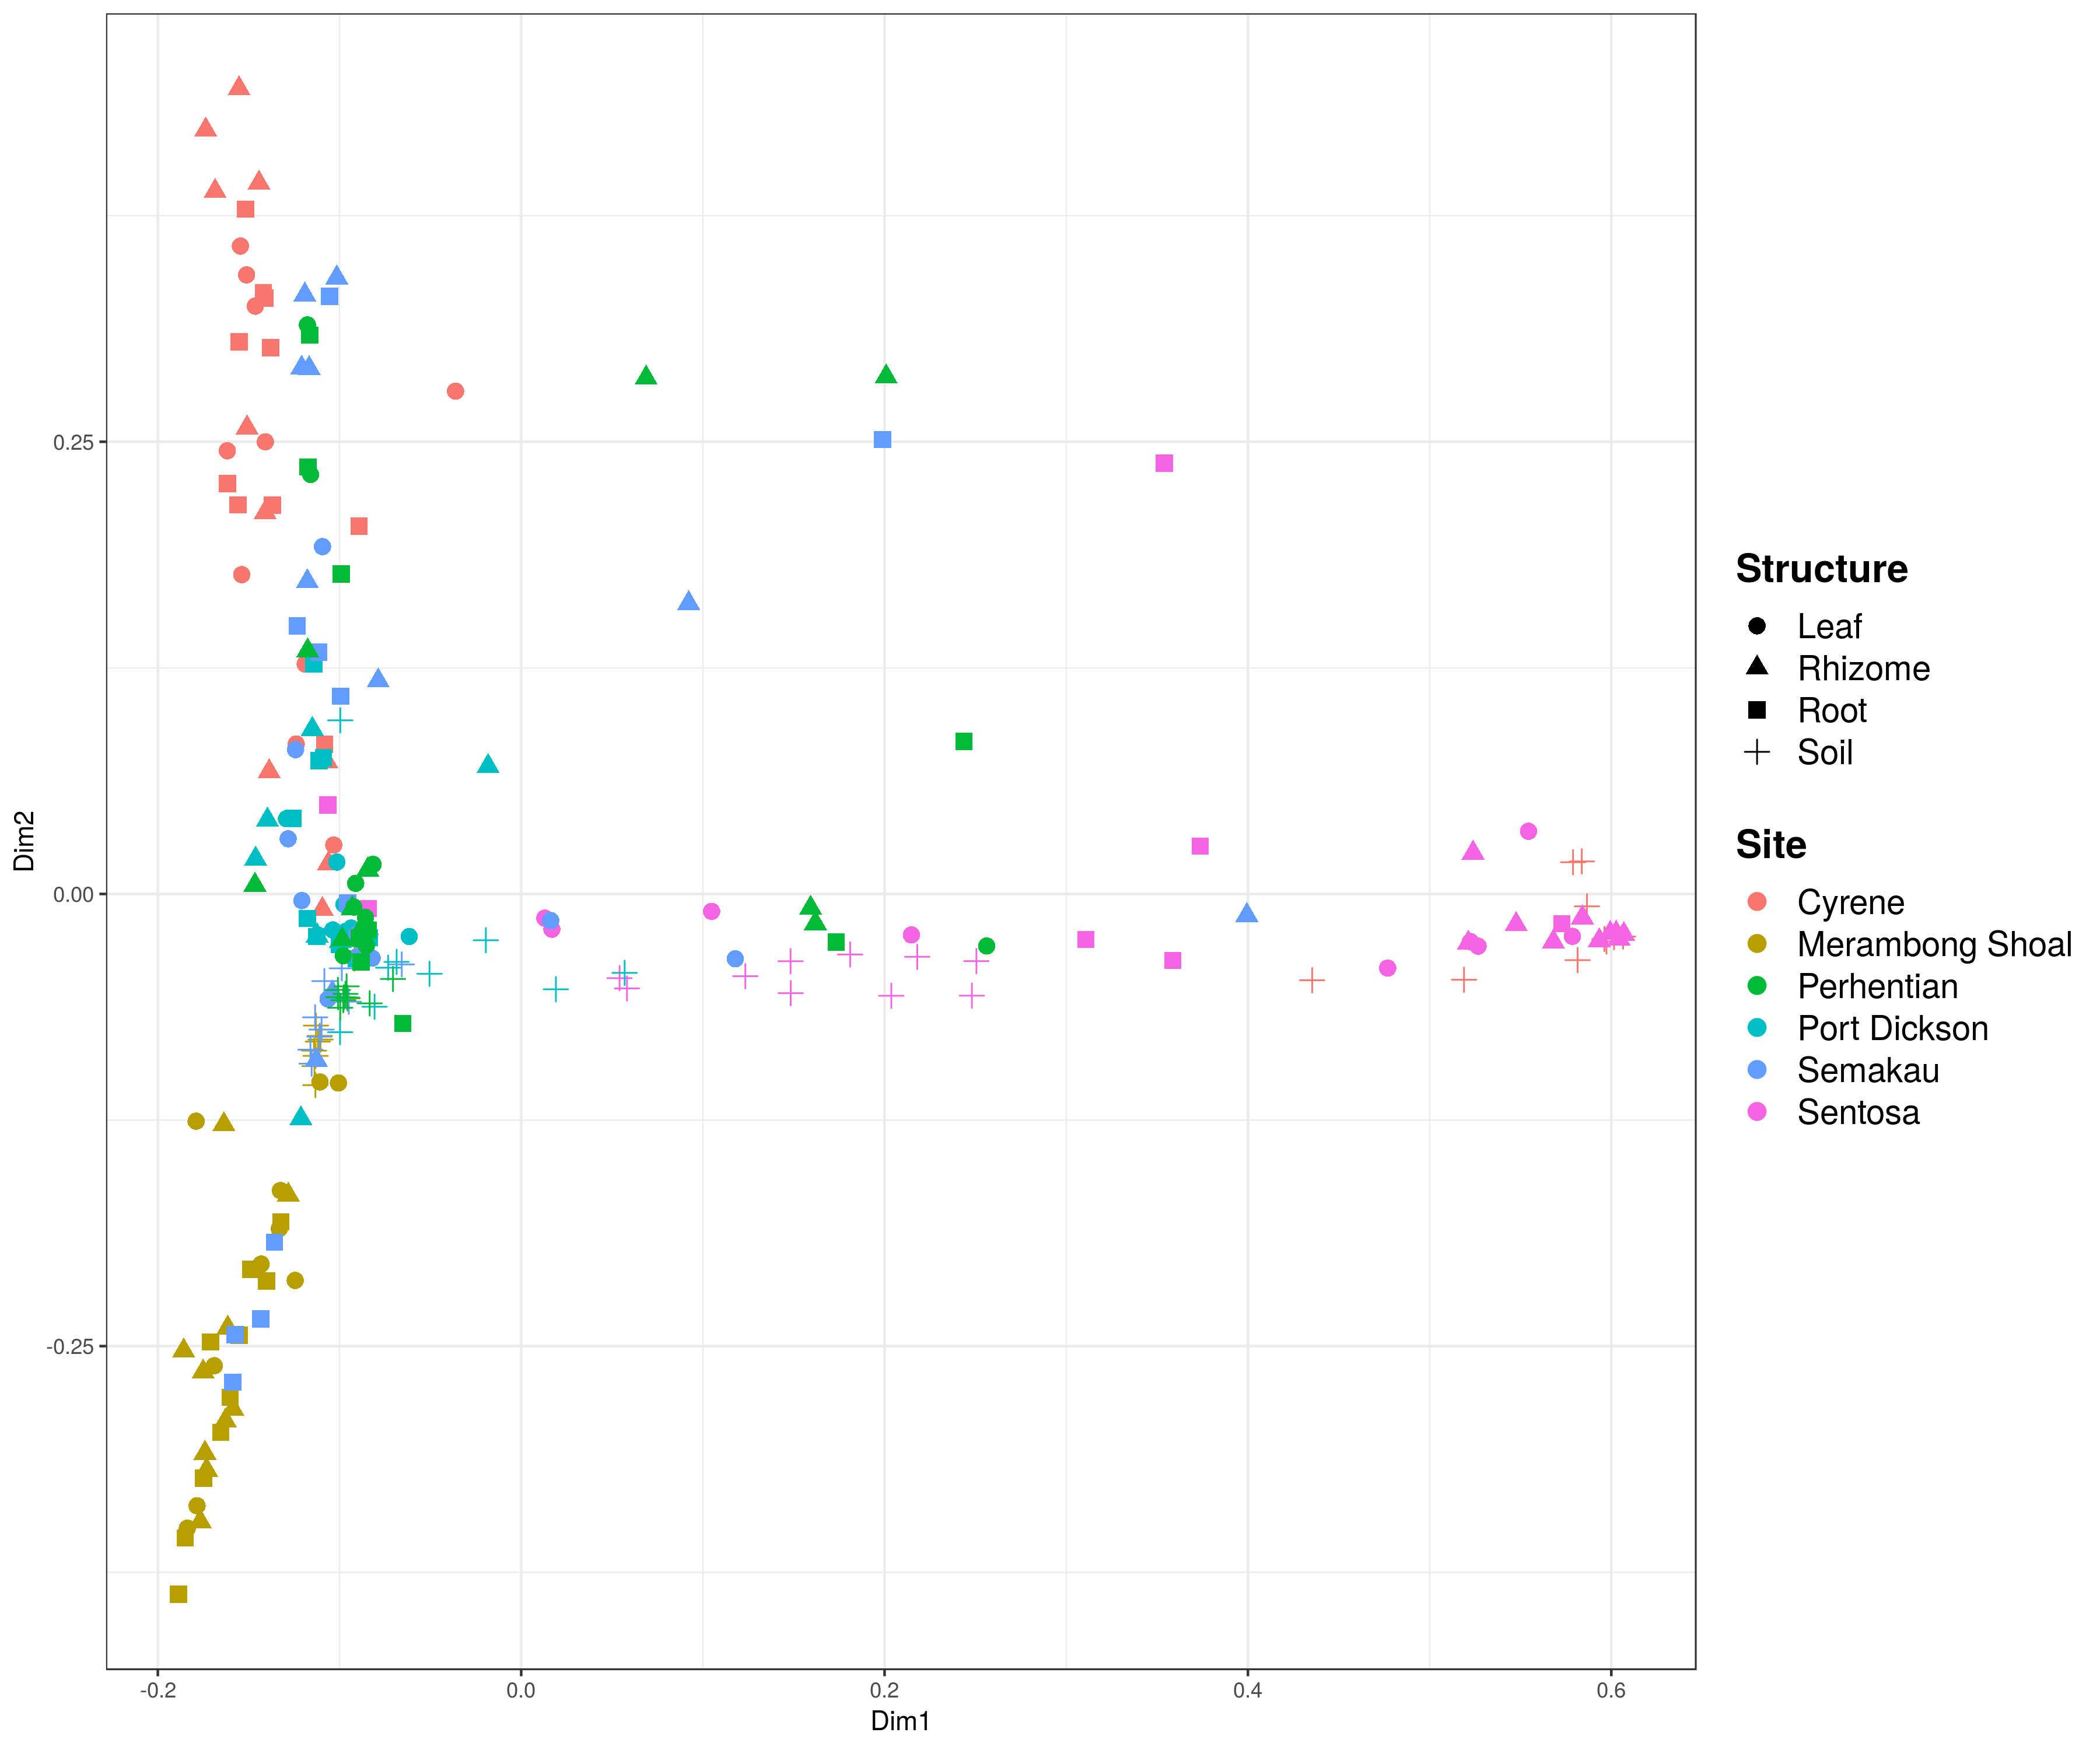 0.25
0.00
-0.25
Dim2
-0.2
0.0
0.2
0.4
0.6
Dim1
Structure
Leaf
Rhizome
Root
Soil
Site
Cyrene
Merambong Shoal
Perhentian
Port Dickson
Semakau
Sentosa